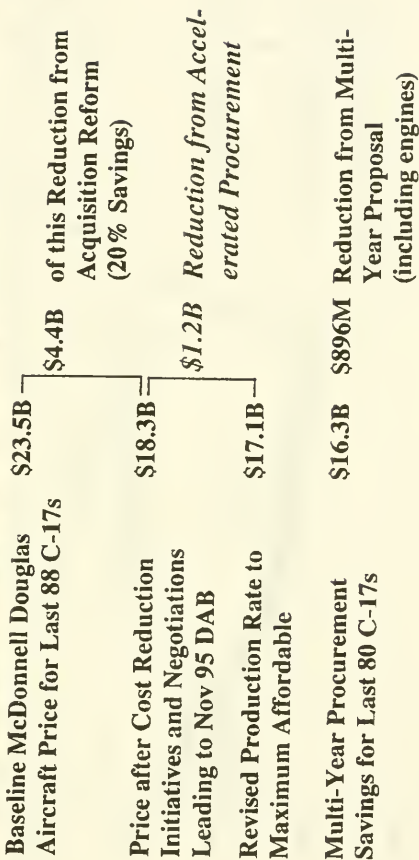 Baseline McDonnell Douglas $23.5B
Aircraft Price for Last 88 C-17s
$4.4B of this Reduction from
Acquisition Reform
(20% Savings)
Price after Cost Reduction $18.3B
Initiatives and Negotiations
Leading to Nov 95 DAB
$1.2B Reduction from Accel-
erated Procurement
Revised Production Rate to $17.1B
Maximum Affordable
Multi-Year Procurement $16.3B $896M Reduction from Multi-
Savings for Last 80 C-17s Year Proposal
(including engines)